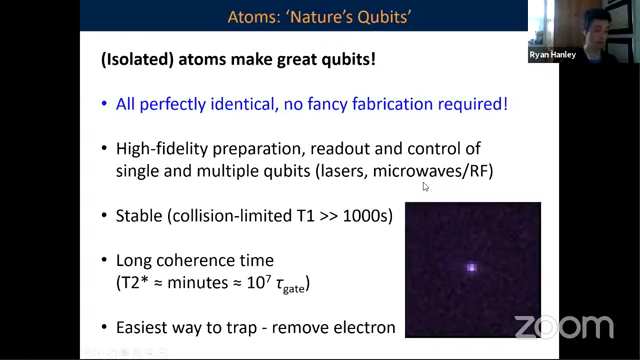 Atoms: ‘Nature’s Qubits’
Ryan Hanley
(Isolated) atoms make great qubits!
• All perfectly identical, no fancy fabrication required!
• High-fidelity preparation, readout and control of
single and multiple qubits (lasers, microwaves/RF)
• Stable (collision-limited T1 >> 1000s)
• Long coherence time
(T2* ≈ minutes ≈ 10⁷ τgate)
• Easiest way to trap - remove electron
zoom